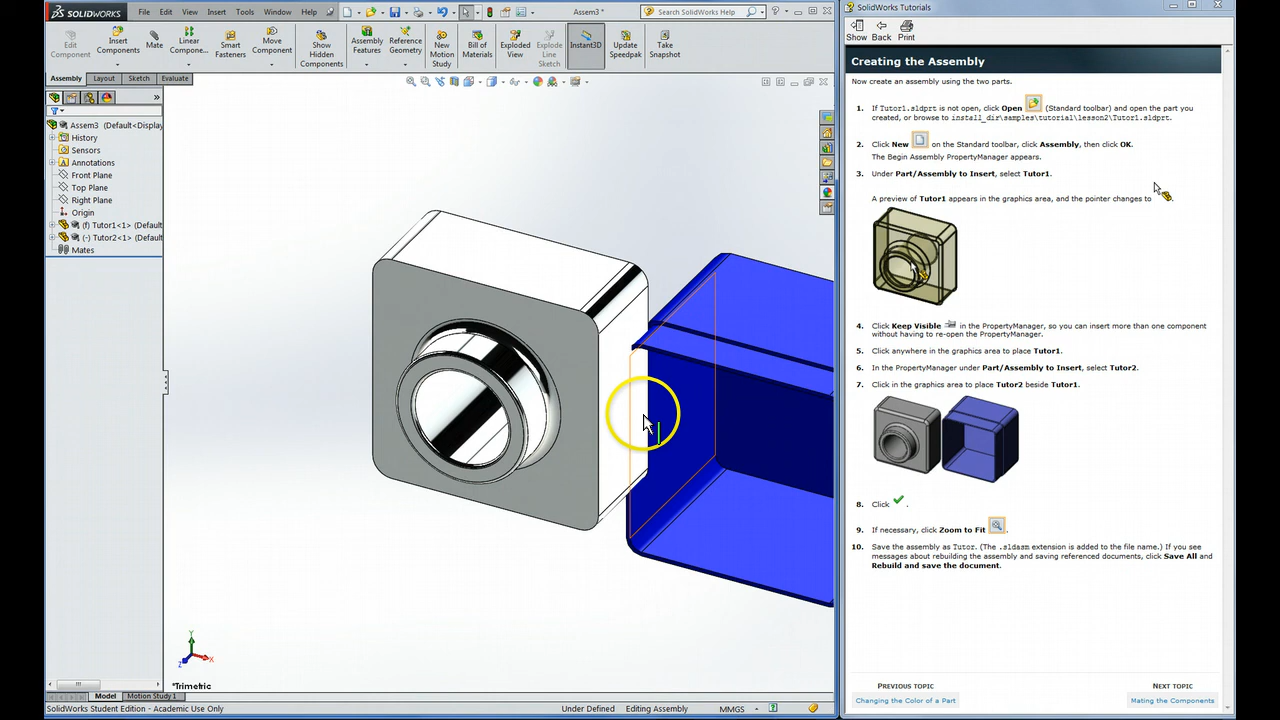 SOLIDWORKS
File
Edit
View
Insert
Tools
Window
Help
Assem3 *
Search SolidWorks Help
Edit
Component
Insert
Components
Mate
Linear
Compone...
Smart
Fasteners
Move
Component
Show
Hidden
Components
Assembly
Features
Reference
Geometry
New
Motion
Study
Bill of
Materials
Exploded
View
Explode
Line
Sketch
Instant3D
Update
Speedpak
Take
Snapshot
Assembly
Layout
Sketch
Evaluate
Assem3 (Default<Display
History
Sensors
Annotations
Front Plane
Top Plane
Right Plane
Origin
(f) Tutor1<1> (Default
(-) Tutor2<1> (Default
Mates
Y
X
Z
*Trimetric
Model
Motion Study 1
SolidWorks Student Edition - Academic Use Only
Under Defined
Editing Assembly
MMGS
SolidWorks Tutorials
Show
Back
Print
Creating the Assembly
Now create an assembly using the two parts.
1. If Tutor1.sldprt is not open, click Open (Standard toolbar) and open the part you
created, or browse to install_dir\samples\tutorial\lesson2\Tutor1.sldprt.
2. Click New on the Standard toolbar, click Assembly, then click OK.
The Begin Assembly PropertyManager appears.
3. Under Part/Assembly to Insert, select Tutor1.
A preview of Tutor1 appears in the graphics area, and the pointer changes to .
4. Click Keep Visible in the PropertyManager, so you can insert more than one component
without having to re-open the PropertyManager.
5. Click anywhere in the graphics area to place Tutor1.
6. In the PropertyManager under Part/Assembly to Insert, select Tutor2.
7. Click in the graphics area to place Tutor2 beside Tutor1.
8. Click .
9. If necessary, click Zoom to Fit .
10. Save the assembly as Tutor. (The .sldasm extension is added to the file name.) If you see
messages about rebuilding the assembly and saving referenced documents, click Save All and
Rebuild and save the document.
PREVIOUS TOPIC
Changing the Color of a Part
NEXT TOPIC
Mating the Components